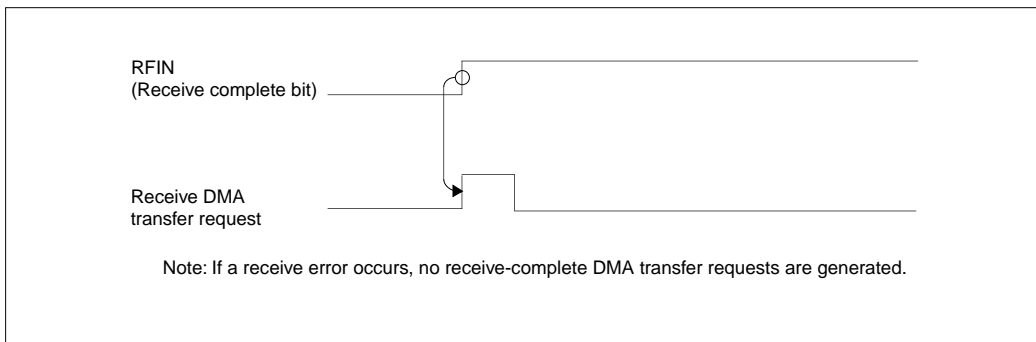 RFIN
(Receive complete bit)
Receive DMA
transfer request
Note: If a receive error occurs, no receive-complete DMA transfer requests are generated.